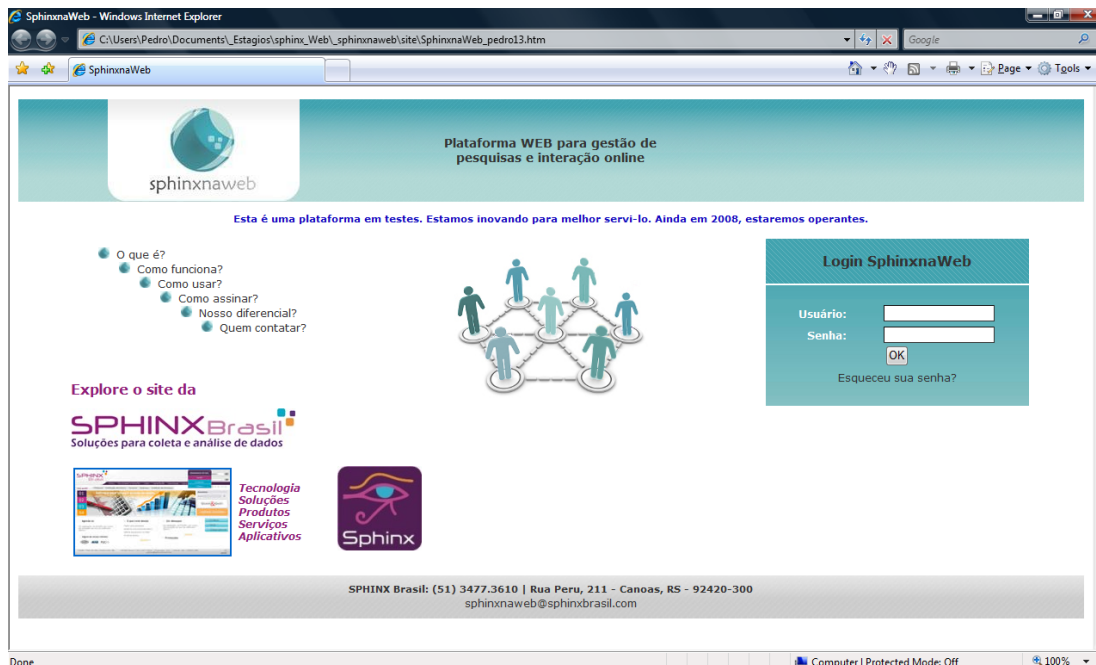 SphinxnaWeb - Windows Internet Explorer
C:\Users\Pedro\Documents\_Estagios\sphinx_Web\_sphinxnaweb\site\SphinxnaWeb_pedro13.htm
Google
SphinxnaWeb
Page
Tools
sphinxnaweb
Plataforma WEB para gestão de
pesquisas e interação online
Esta é uma plataforma em testes. Estamos inovando para melhor serví-lo. Ainda em 2008, estaremos operantes.
O que é?
Como funciona?
Como usar?
Como assinar?
Nosso diferencial?
Quem contatar?
Login SphinxnaWeb
Usuário:
Senha:
OK
Esqueceu sua senha?
Explore o site da
SPHINX Brasil
Soluções para coleta e análise de dados
Tecnologia
Soluções
Produtos
Serviços
Aplicativos
Sphinx
SPHINX Brasil: (51) 3477.3610 | Rua Peru, 211 - Canoas, RS - 92420-300
sphinxnaweb@sphinxbrasil.com
Done
Computer | Protected Mode: Off
100%